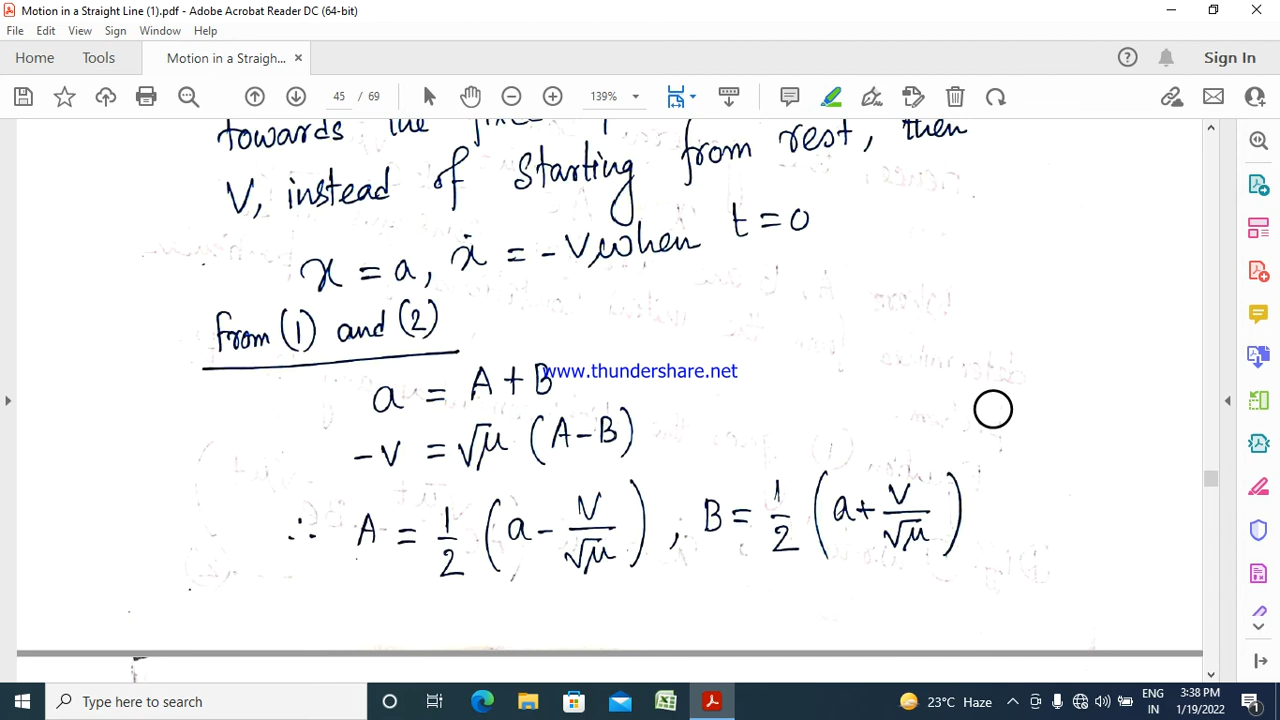 Motion in a Straight Line (1).pdf - Adobe Acrobat Reader DC (64-bit)
File Edit View Sign Window Help
Home Tools Motion in a Straigh... × Sign In
45 / 69 139%
towards the then
V, instead of starting from rest,
x = a, ẋ = -V, when t = 0
from (1) and (2)
a = A + B
www.thundershare.net
-V = √μ (A - B)
∴ A = 1/2 (a - V/√μ), B = 1/2 (a + V/√μ)
Type here to search
23°C Haze
ENG
IN
3:38 PM
1/19/2022
1